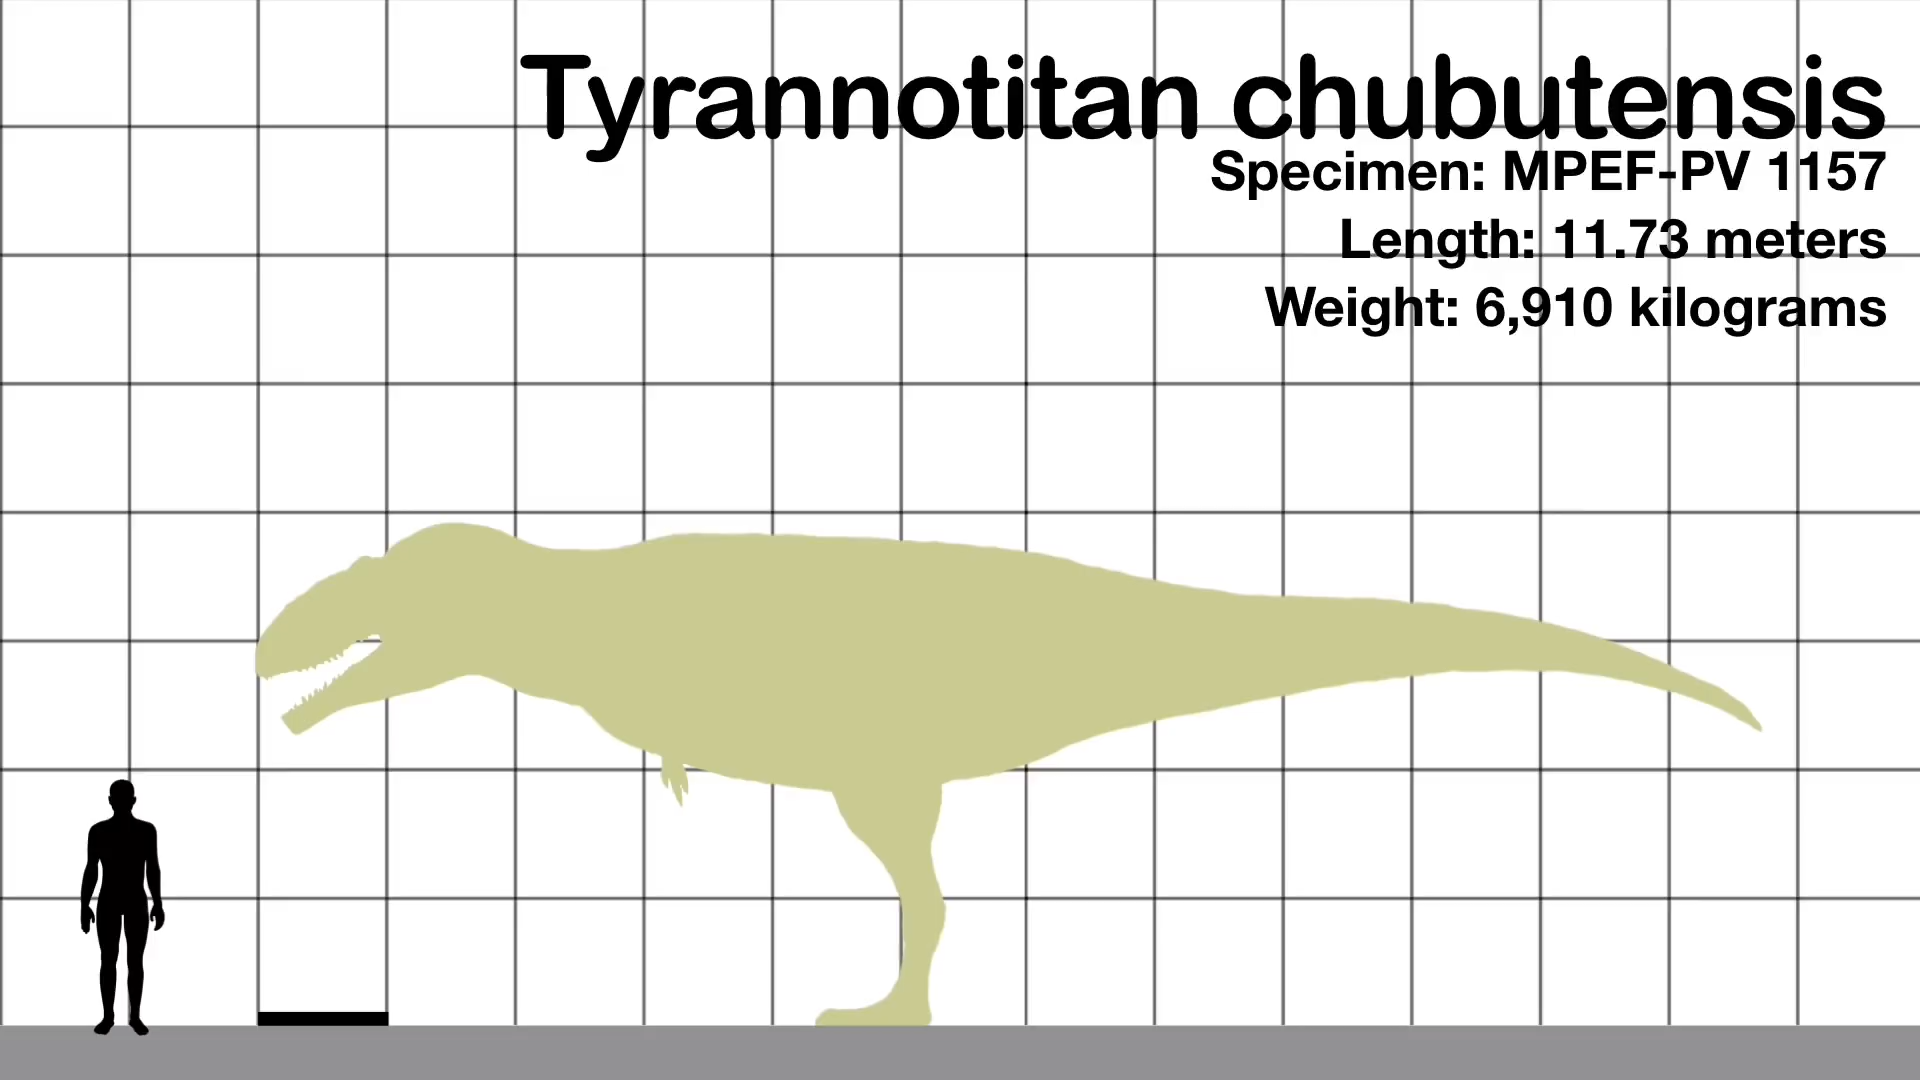 Tyrannotitan chubutensis
Specimen: MPEF-PV 1157
Length: 11.73 meters
Weight: 6,910 kilograms